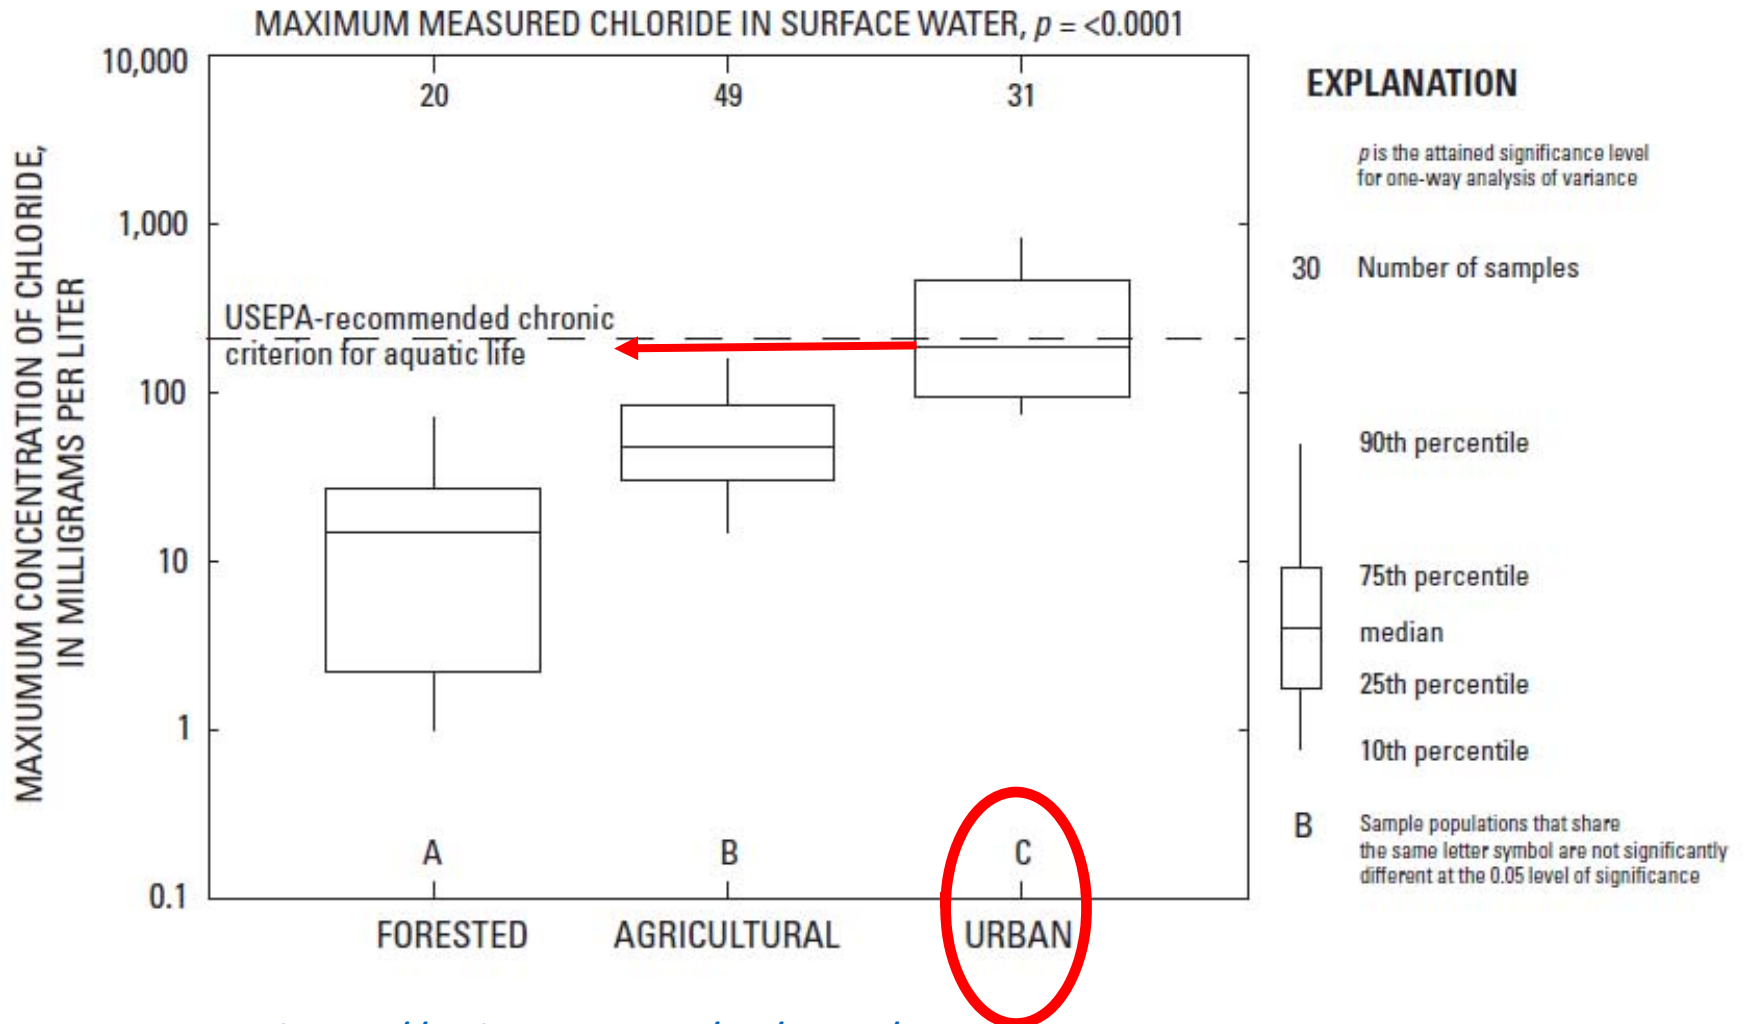 MAXIMUM MEASURED CHLORIDE IN SURFACE WATER, p = <0.0001
MAXIUMUM CONCENTRATION OF CHLORIDE,
IN MILLIGRAMS PER LITER
10,000
1,000
100
10
1
0.1
20
49
31
USEPA-recommended chronic
criterion for aquatic life
A
B
C
FORESTED
AGRICULTURAL
URBAN
EXPLANATION
p is the attained significance level
for one-way analysis of variance
30 Number of samples
90th percentile
75th percentile
median
25th percentile
10th percentile
B Sample populations that share
the same letter symbol are not significantly
different at the 0.05 level of significance